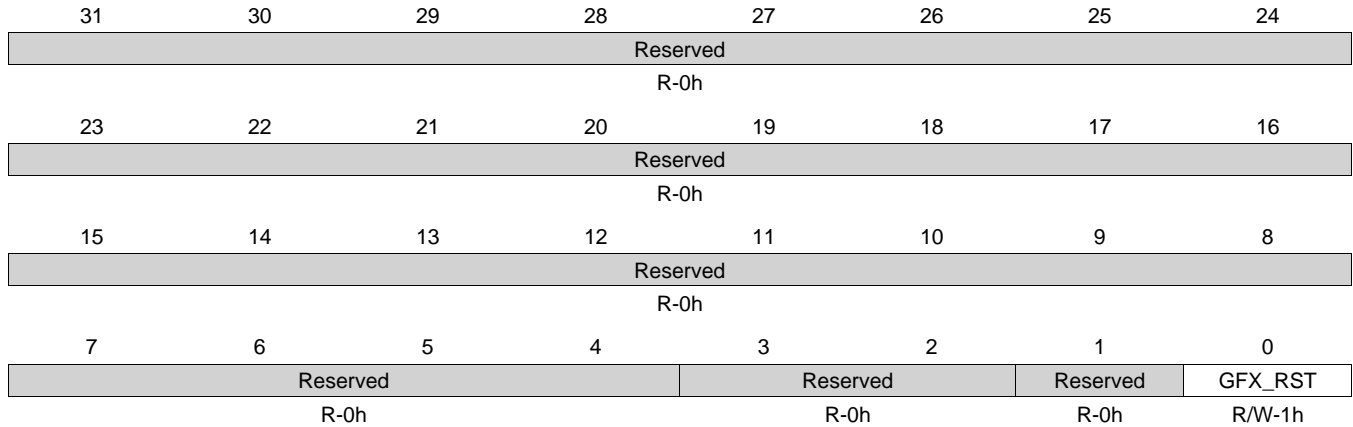 31 30 29 28 27 26 25 24
Reserved
R-0h
23 22 21 20 19 18 17 16
Reserved
R-0h
15 14 13 12 11 10 9 8
Reserved
R-0h
7 6 5 4 3 2 1 0
Reserved Reserved Reserved GFX_RST
R-0h R-0h R-0h R/W-1h